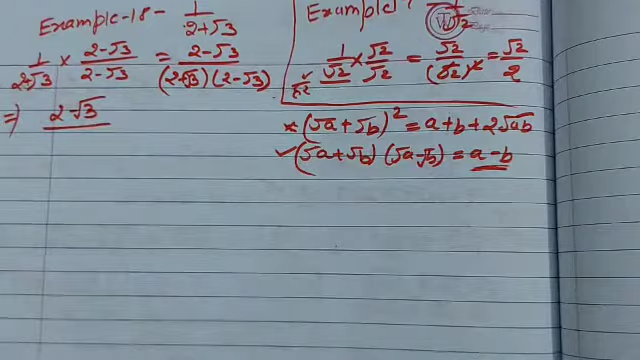 Example-18- 1/2+√3
1/2√3 × 2-√3/2-√3 = 2-√3/(2+√3)(2-√3)
⇒ 2-√3
Example
1/√2 × √2/√2 = √2/(√2)² = √2/2
* (√a+√b)² = a+b+2√ab
✓(√a+√b) (√a-√b) = a-b